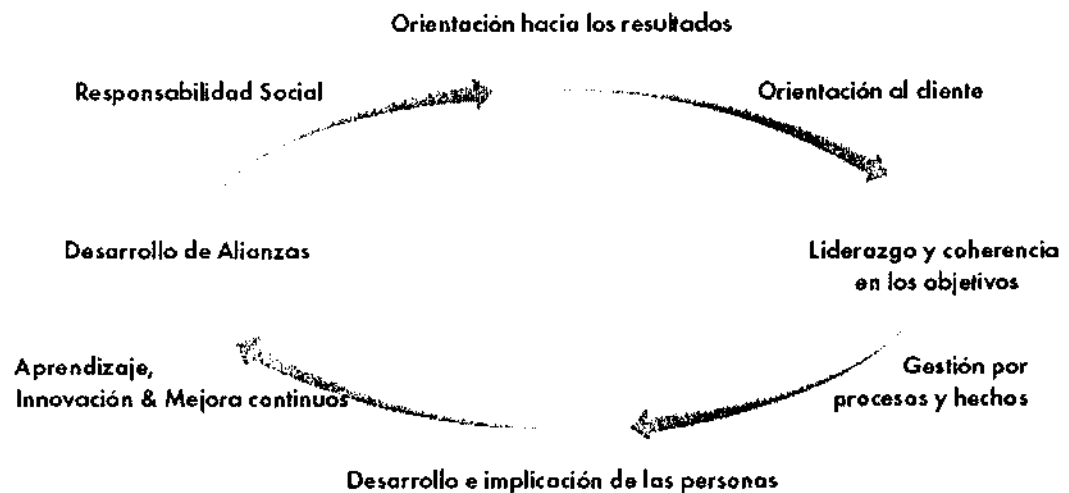 Orientación hacia los resultados
Responsabilidad Social
Orientación al cliente
Desarrollo de Alianzas
Liderazgo y coherencia
en los objetivos
Aprendizaje,
Innovación & Mejora continuos
Gestión por
procesos y hechos
Desarrollo e implicación de las personas